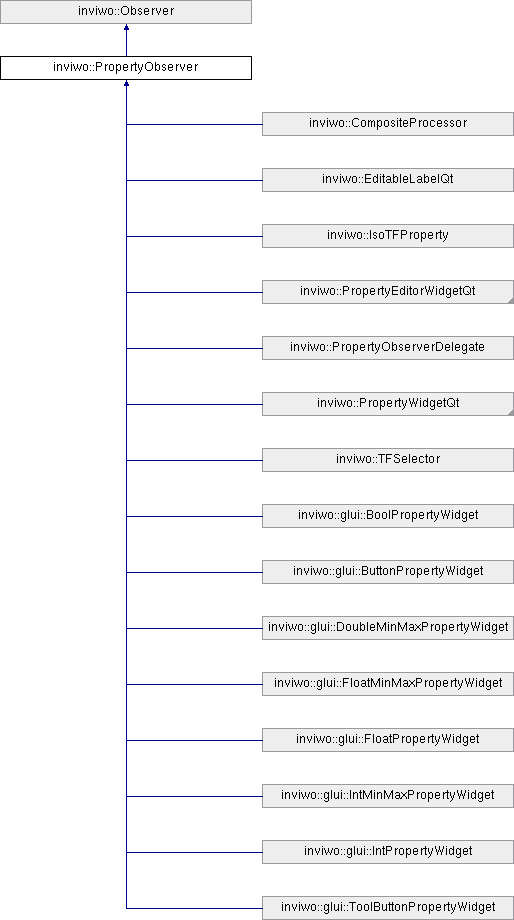 inviwo::Observer
inviwo::PropertyObserver
inviwo::CompositeProcessor
inviwo::EditableLabelQt
inviwo::IsoTFProperty
inviwo::PropertyEditorWidgetQt
inviwo::PropertyObserverDelegate
inviwo::PropertyWidgetQt
inviwo::TFSelector
inviwo::glui::BoolPropertyWidget
inviwo::glui::ButtonPropertyWidget
inviwo::glui::DoubleMinMaxPropertyWidget
inviwo::glui::FloatMinMaxPropertyWidget
inviwo::glui::FloatPropertyWidget
inviwo::glui::IntMinMaxPropertyWidget
inviwo::glui::IntPropertyWidget
inviwo::glui::ToolButtonPropertyWidget